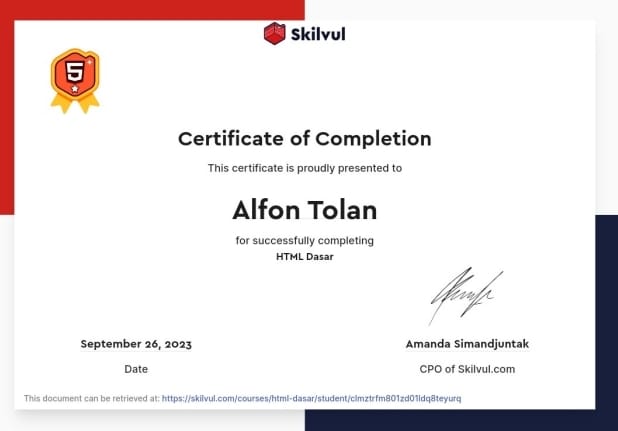 Skilvul
5
Certificate of Completion
This certificate is proudly presented to
Alfon Tolan
for successfully completing
HTML Dasar
September 26, 2023
Date
Amanda Simandjuntak
CPO of Skilvul.com
This document can be retrieved at: https://skilvul.com/courses/html-dasar/student/clmztrfm801zd01ldq8teyurq